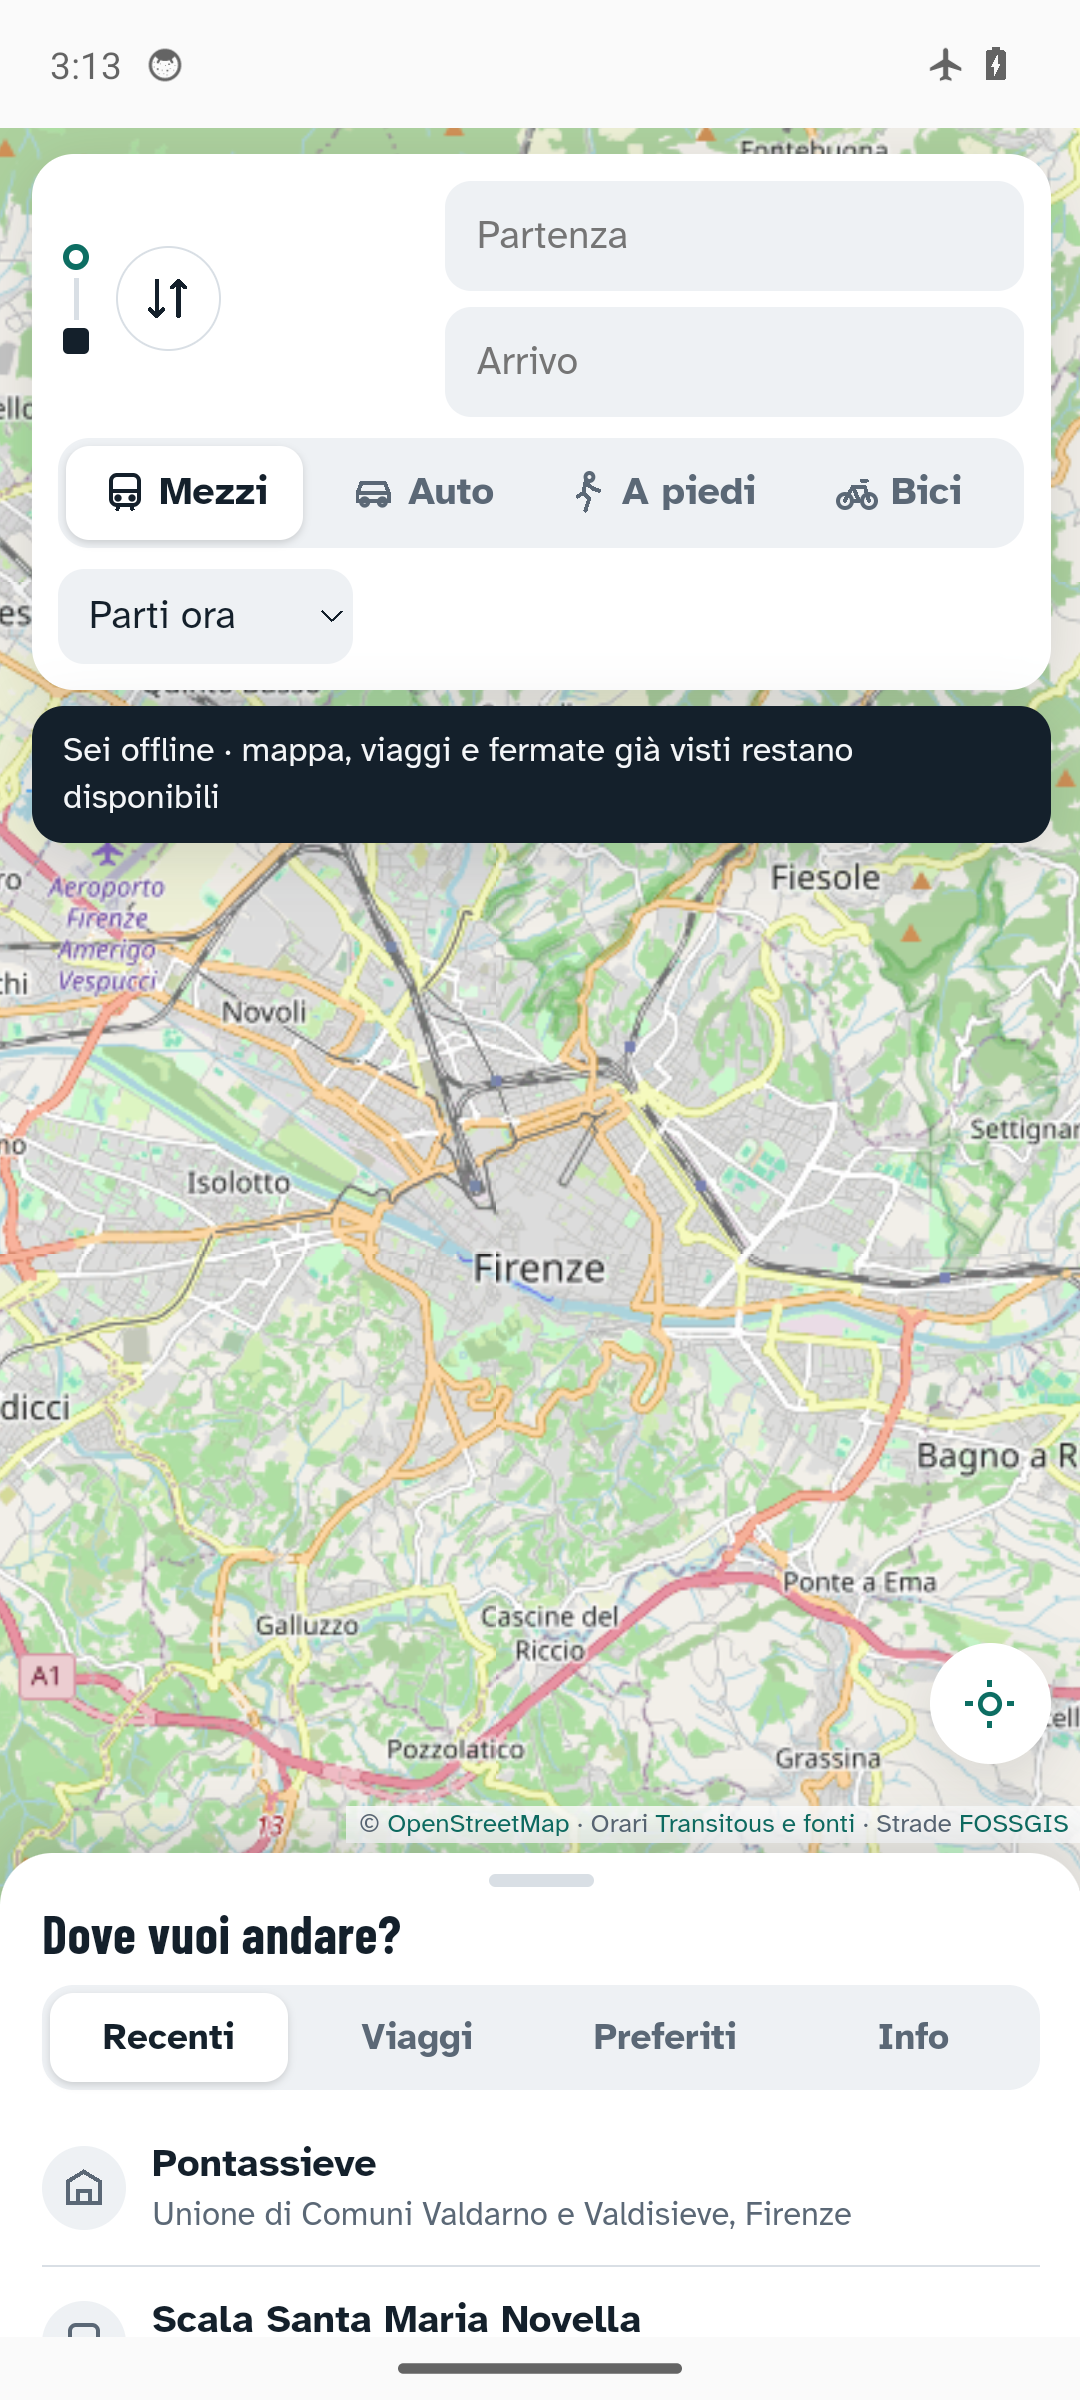 3:13
Partenza
Arrivo
Mezzi
Auto
A piedi
Bici
Parti ora
Sei offline · mappa, viaggi e fermate già visti restano
disponibili
Fiesole
Aeroporto
Firenze
Amerigo
Vespucci
Novoli
Isolotto
Firenze
Ponte a Ema
Galluzzo
Cascine del
Riccio
A1
Pozzolatico
Grassina
13
© OpenStreetMap · Orari Transitous e fonti · Strade FOSSGIS
Dove vuoi andare?
Recenti
Viaggi
Preferiti
Info
Pontassieve
Unione di Comuni Valdarno e Valdisieve, Firenze
Scala Santa Maria Novella